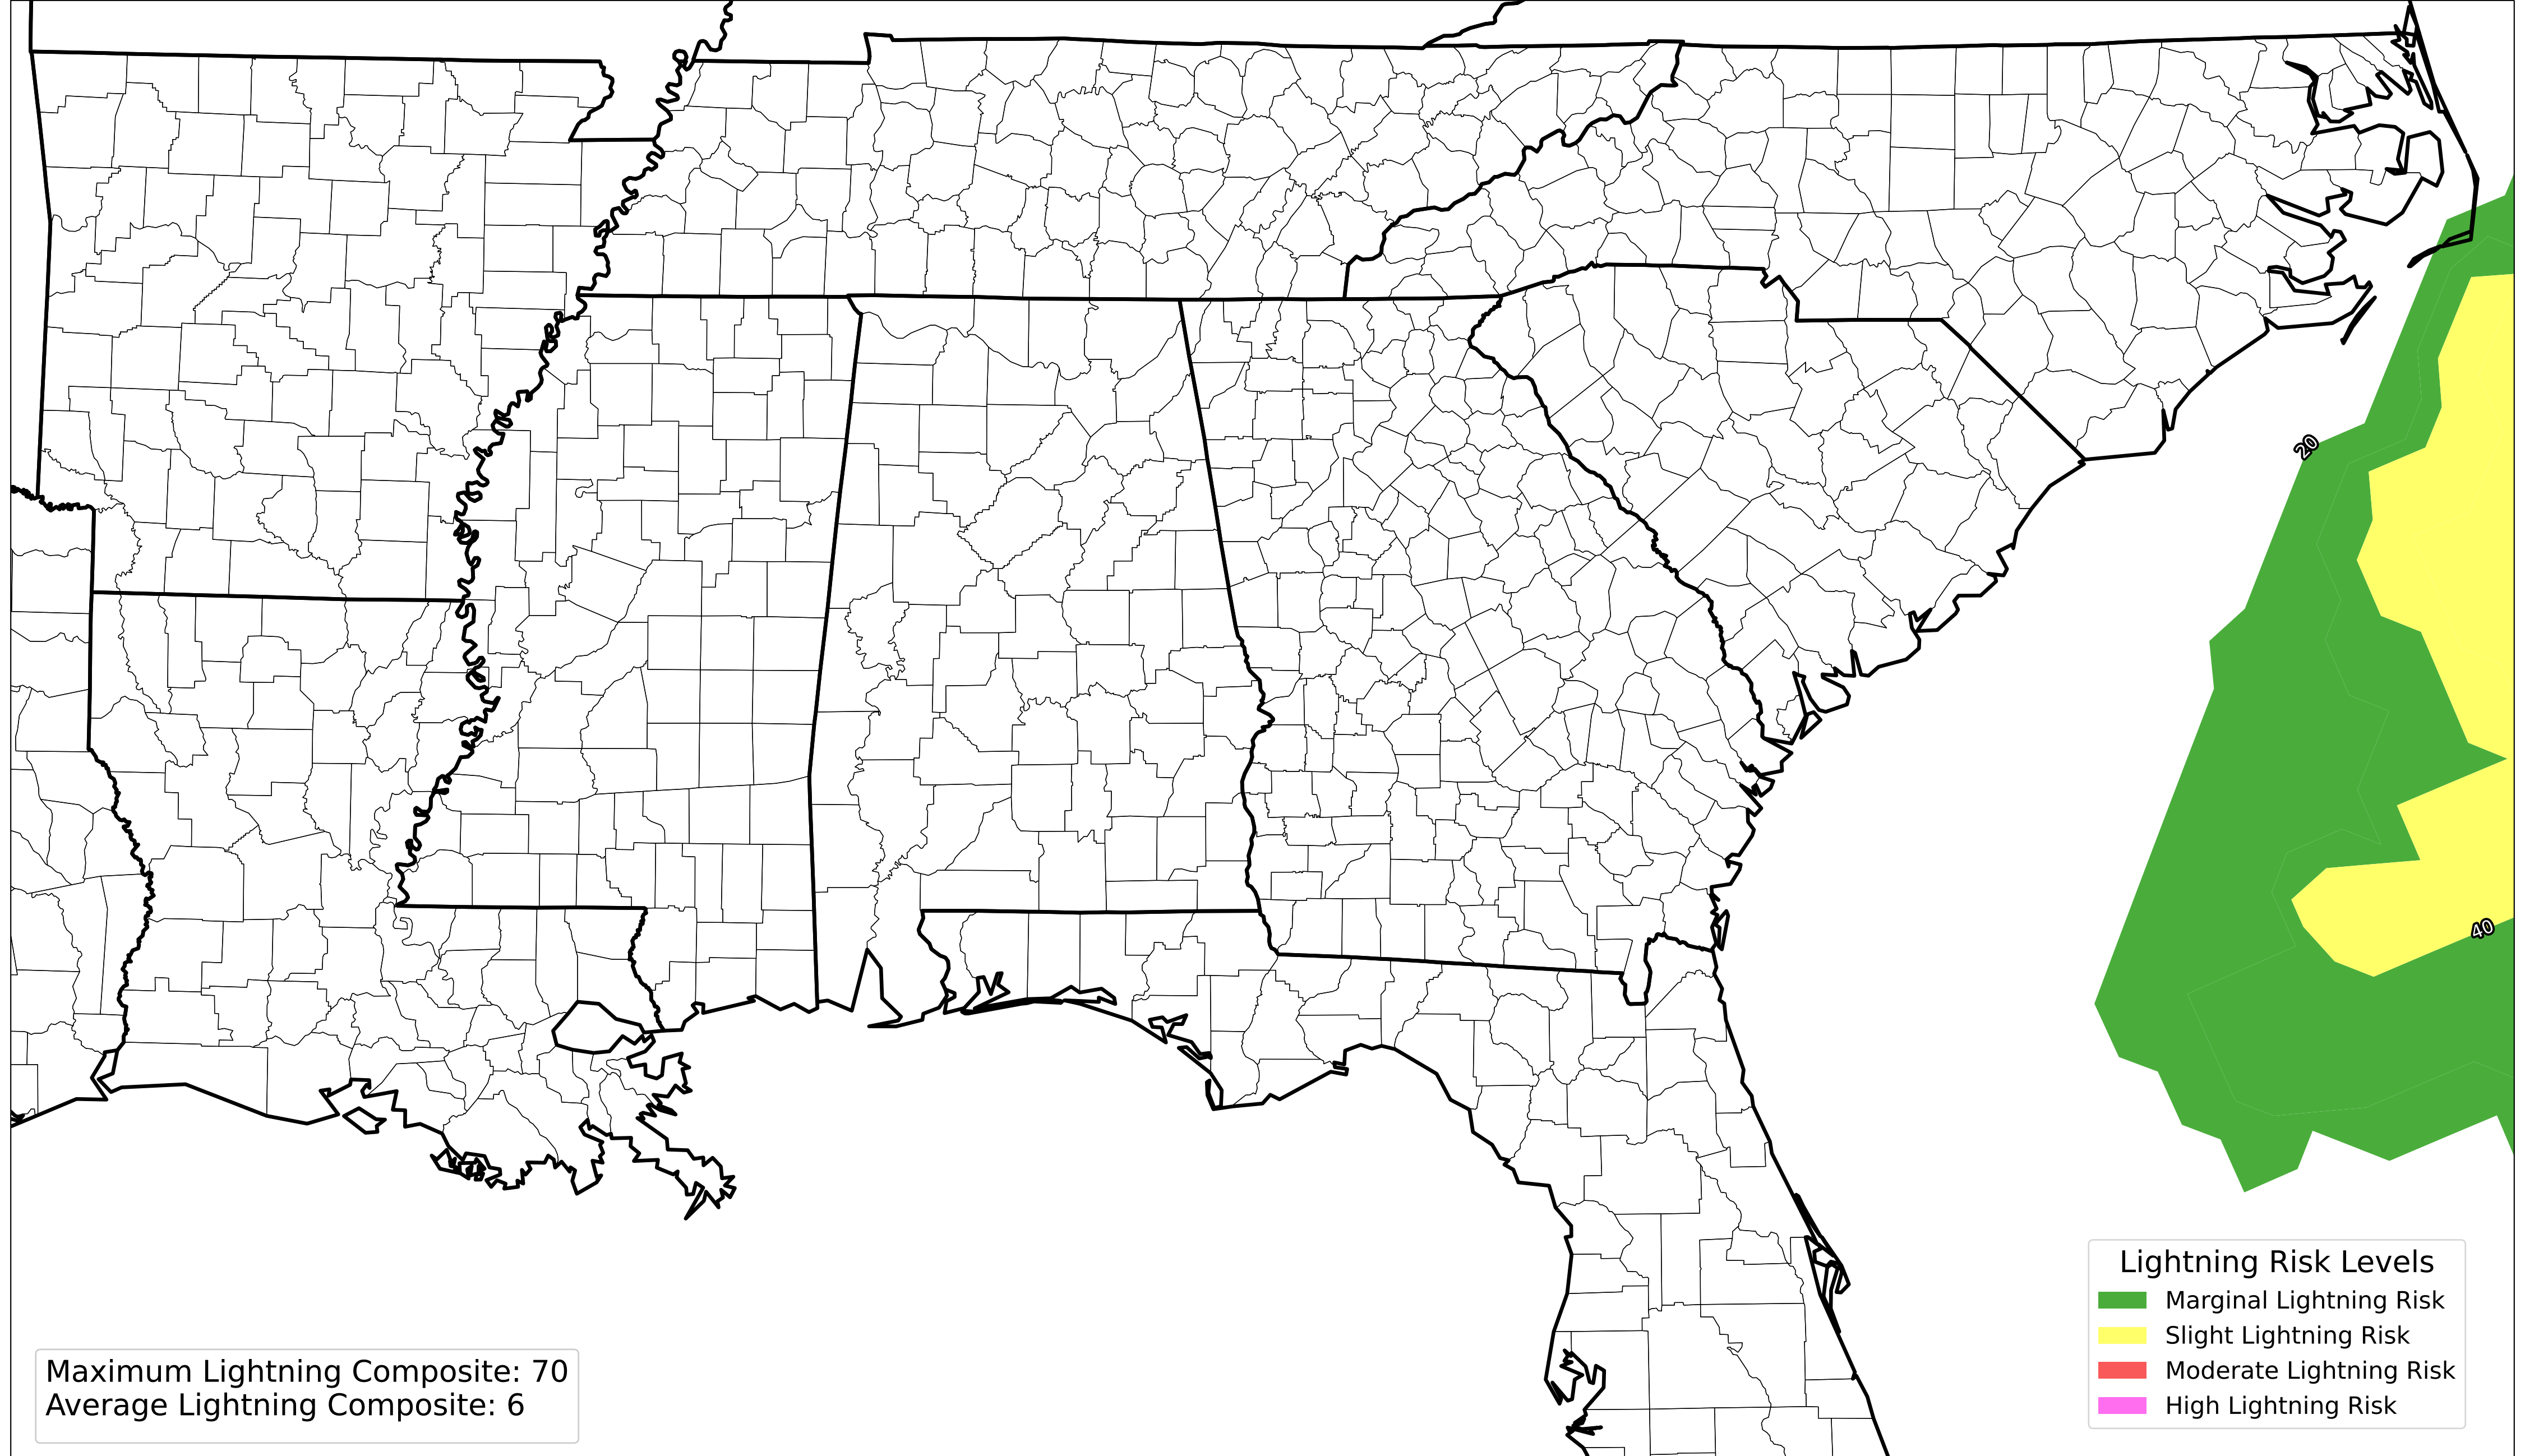 20
40
Lightning Risk Levels
Marginal Lightning Risk
Slight Lightning Risk
Moderate Lightning Risk
High Lightning Risk
Maximum Lightning Composite: 70
Average Lightning Composite: 6